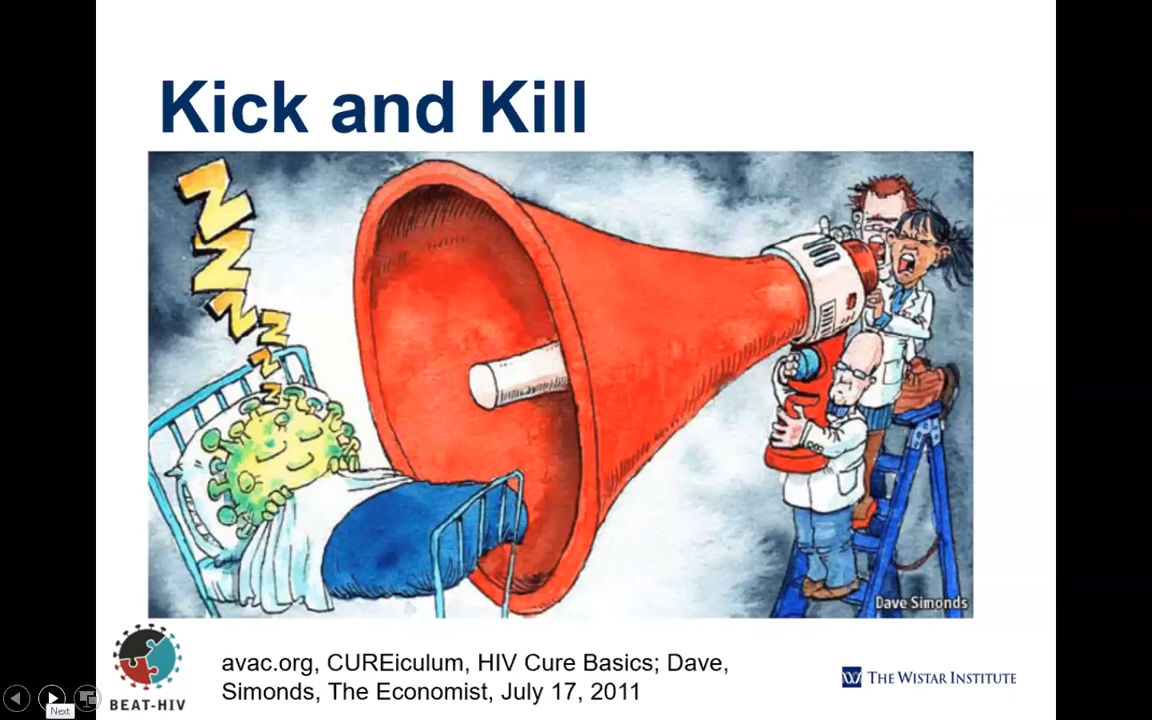 Kick and Kill
Z
Z
Z
Z
Z
Z
Dave Simonds
avac.org, CUREiculum, HIV Cure Basics; Dave,
Simonds, The Economist, July 17, 2011
BEAT-HIV
THE WISTAR INSTITUTE
Next